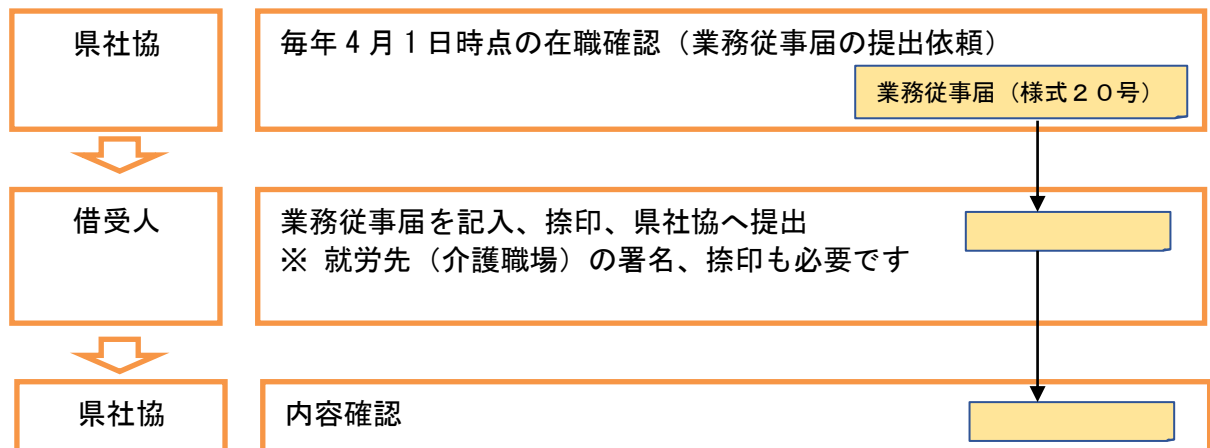 県社協
毎年4月1日時点の在職確認（業務従事届の提出依頼）
業務従事届（様式２０号）
借受人
業務従事届を記入、捺印、県社協へ提出
※ 就労先（介護職場）の署名、捺印も必要です
県社協
内容確認